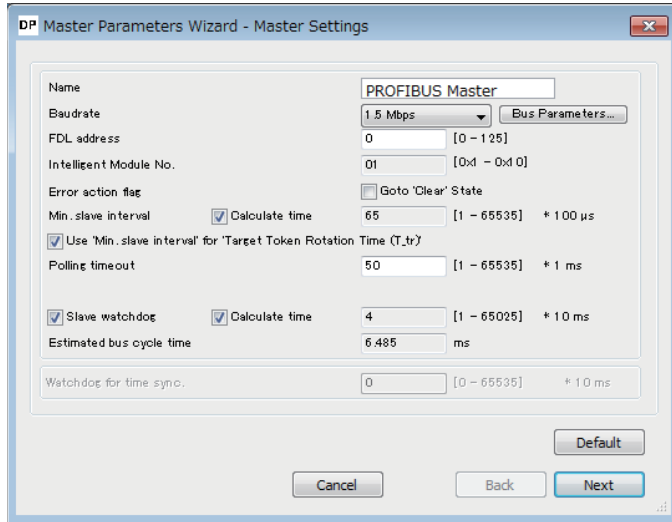 DP Master Parameters Wizard - Master Settings
Name PROFIBUS Master
Baudrate 1.5 Mbps Bus Parameters...
FDL address 0 [0 - 125]
Intelligent Module No. 01 [0x1 - 0x10]
Error action flag Goto 'Clear' State
Min. slave interval Calculate time 65 [1 - 65535] * 100 µs
Use 'Min. slave interval' for 'Target Token Rotation Time (T_tr)'
Polling timeout 50 [1 - 65535] * 1 ms
Slave watchdog Calculate time 4 [1 - 65025] * 10 ms
Estimated bus cycle time 6.485 ms
Watchdog for time sync. 0 [0 - 65535] * 10 ms
Default
Cancel Back Next